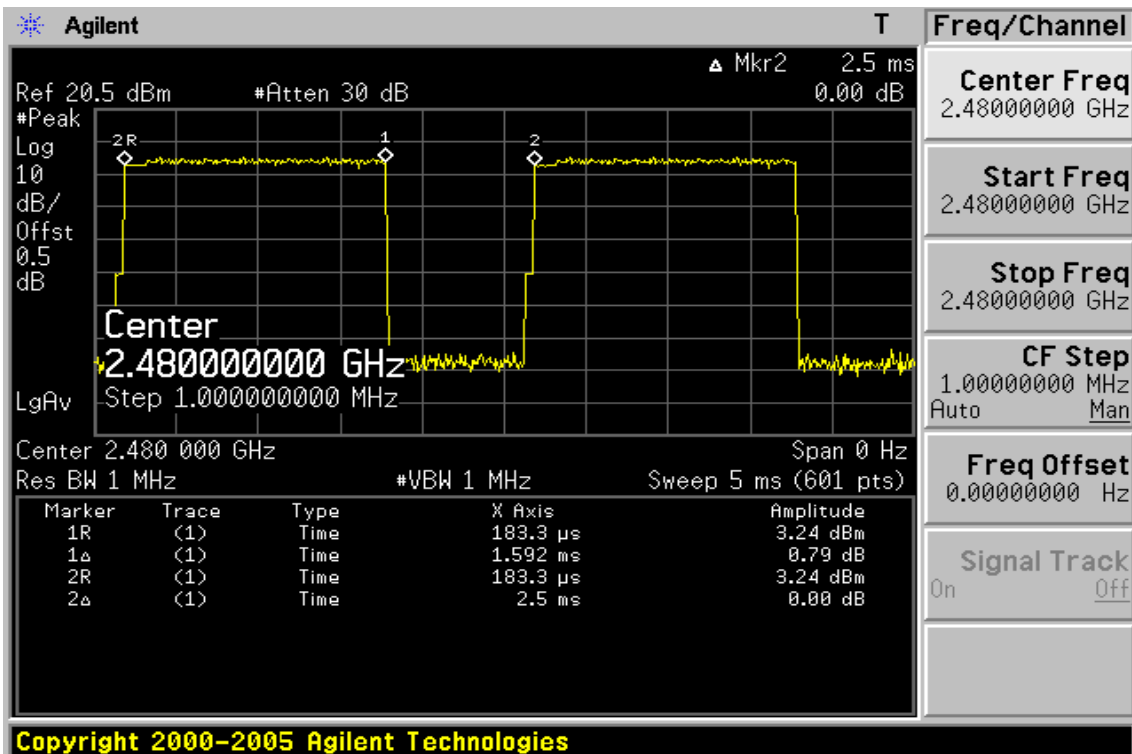 Agilent T
Δ Mkr2 2.5 ms
Ref 20.5 dBm #Atten 30 dB 0.00 dB
#Peak
Log
10
dB/
Offst
0.5
dB
2R 1 2
Center
2.480000000 GHz
Step 1.000000000 MHz
LgAv
Center 2.480 000 GHz Span 0 Hz
Res BW 1 MHz #VBW 1 MHz Sweep 5 ms (601 pts)
Marker Trace Type X Axis Amplitude
1R (1) Time 183.3 µs 3.24 dBm
1Δ (1) Time 1.592 ms 0.79 dB
2R (1) Time 183.3 µs 3.24 dBm
2Δ (1) Time 2.5 ms 0.00 dB
Freq/Channel
Center Freq
2.48000000 GHz
Start Freq
2.48000000 GHz
Stop Freq
2.48000000 GHz
CF Step
1.00000000 MHz
Auto Man
Freq Offset
0.00000000 Hz
Signal Track
On Off
Copyright 2000-2005 Agilent Technologies